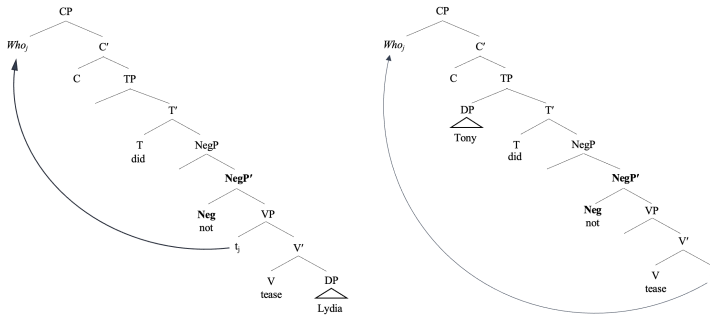 CP
Whoj
C′
C
TP
T′
T
did
NegP
NegP′
Neg
not
VP
tj
V′
V
tease
DP
Lydia
CP
Whoj
C′
C
TP
DP
Tony
T′
T
did
NegP
NegP′
Neg
not
VP
V′
V
tease